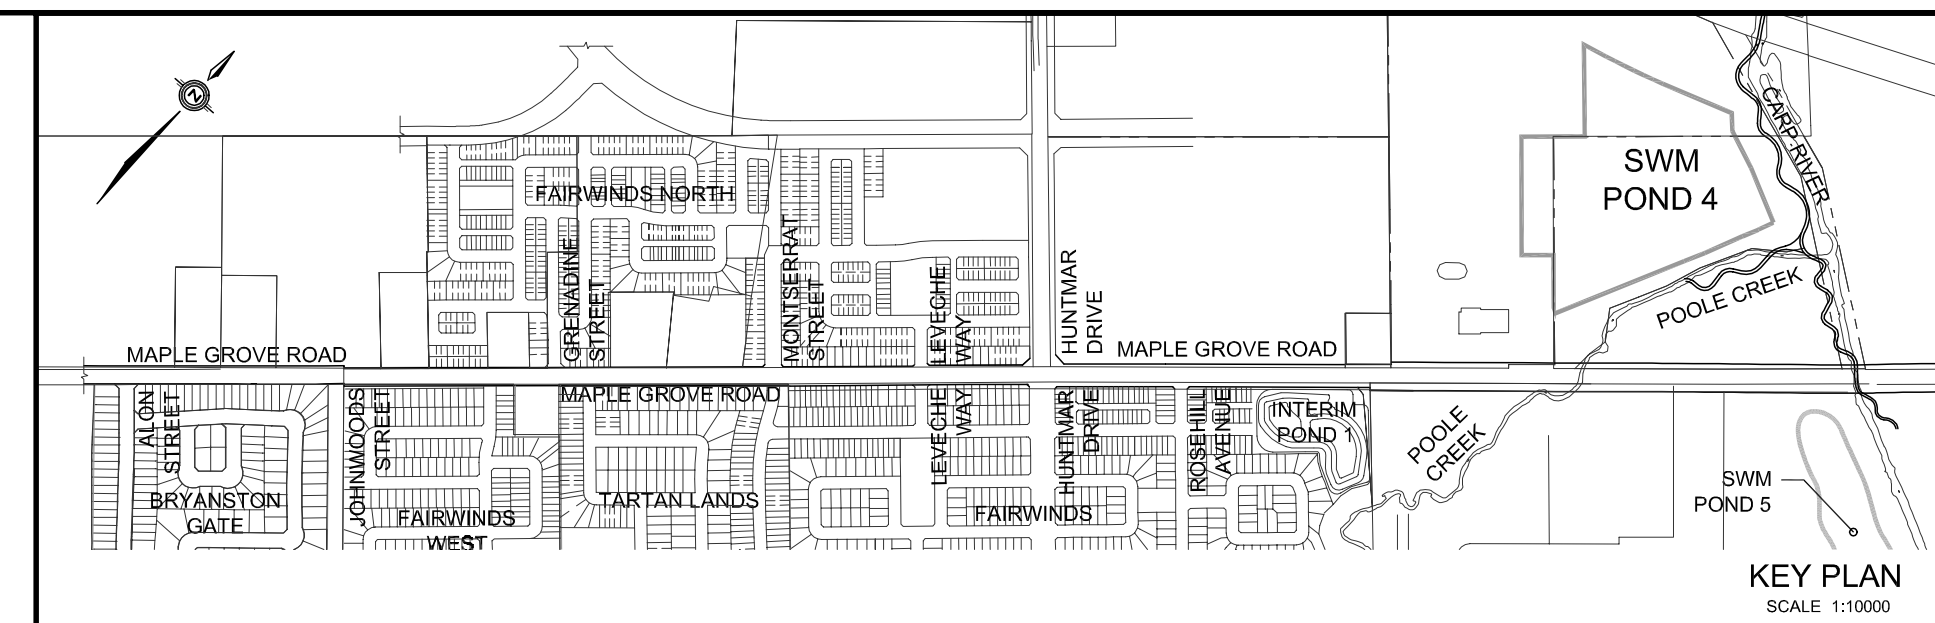 N
CARP RIVER
SWM
POND 4
FAIRWINDS NORTH
GRENADINE
STREET
MONTSERRAT
STREET
LEVECHE
WAY
HUNTMAR
DRIVE
POOLE CREEK
MAPLE GROVE ROAD
MAPLE GROVE ROAD
MAPLE GROVE ROAD
ALON
STREET
JOHNWOODS
STREET
LEVECHE
WAY
HUNTMAR
DRIVE
ROSEHILL
AVENUE
INTERIM
POND 1
POOLE
CREEK
BRYANSTON
GATE
FAIRWINDS
WEST
TARTAN LANDS
FAIRWINDS
SWM
POND 5
KEY PLAN
SCALE 1:10000